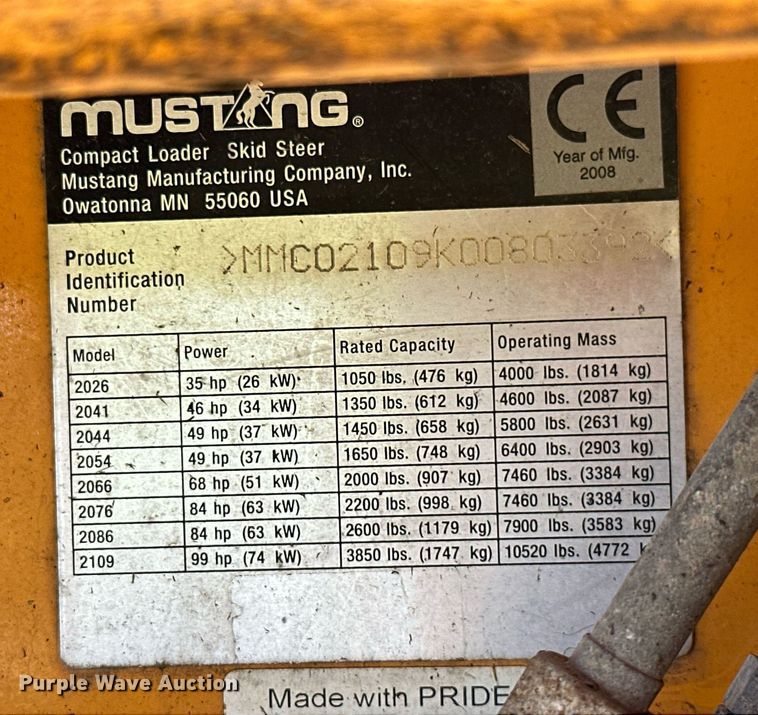 MUSTANG®
Compact Loader Skid Steer
Mustang Manufacturing Company, Inc.
Owatonna MN 55060 USA
CE
Year of Mfg.
2008
Product
Identification
Number
>MMC02109K00803392<
Model Power Rated Capacity Operating Mass
2026 35 hp (26 kW) 1050 lbs. (476 kg) 4000 lbs. (1814 kg)
2041 46 hp (34 kW) 1350 lbs. (612 kg) 4600 lbs. (2087 kg)
2044 49 hp (37 kW) 1450 lbs. (658 kg) 5800 lbs. (2631 kg)
2054 49 hp (37 kW) 1650 lbs. (748 kg) 6400 lbs. (2903 kg)
2066 68 hp (51 kW) 2000 lbs. (907 kg) 7460 lbs. (3384 kg)
2076 84 hp (63 kW) 2200 lbs. (998 kg) 7460 lbs. (3384 kg)
2086 84 hp (63 kW) 2600 lbs. (1179 kg) 7900 lbs. (3583 kg)
2109 99 hp (74 kW) 3850 lbs. (1747 kg) 10520 lbs. (4772
Made with PRIDE
Purple Wave Auction